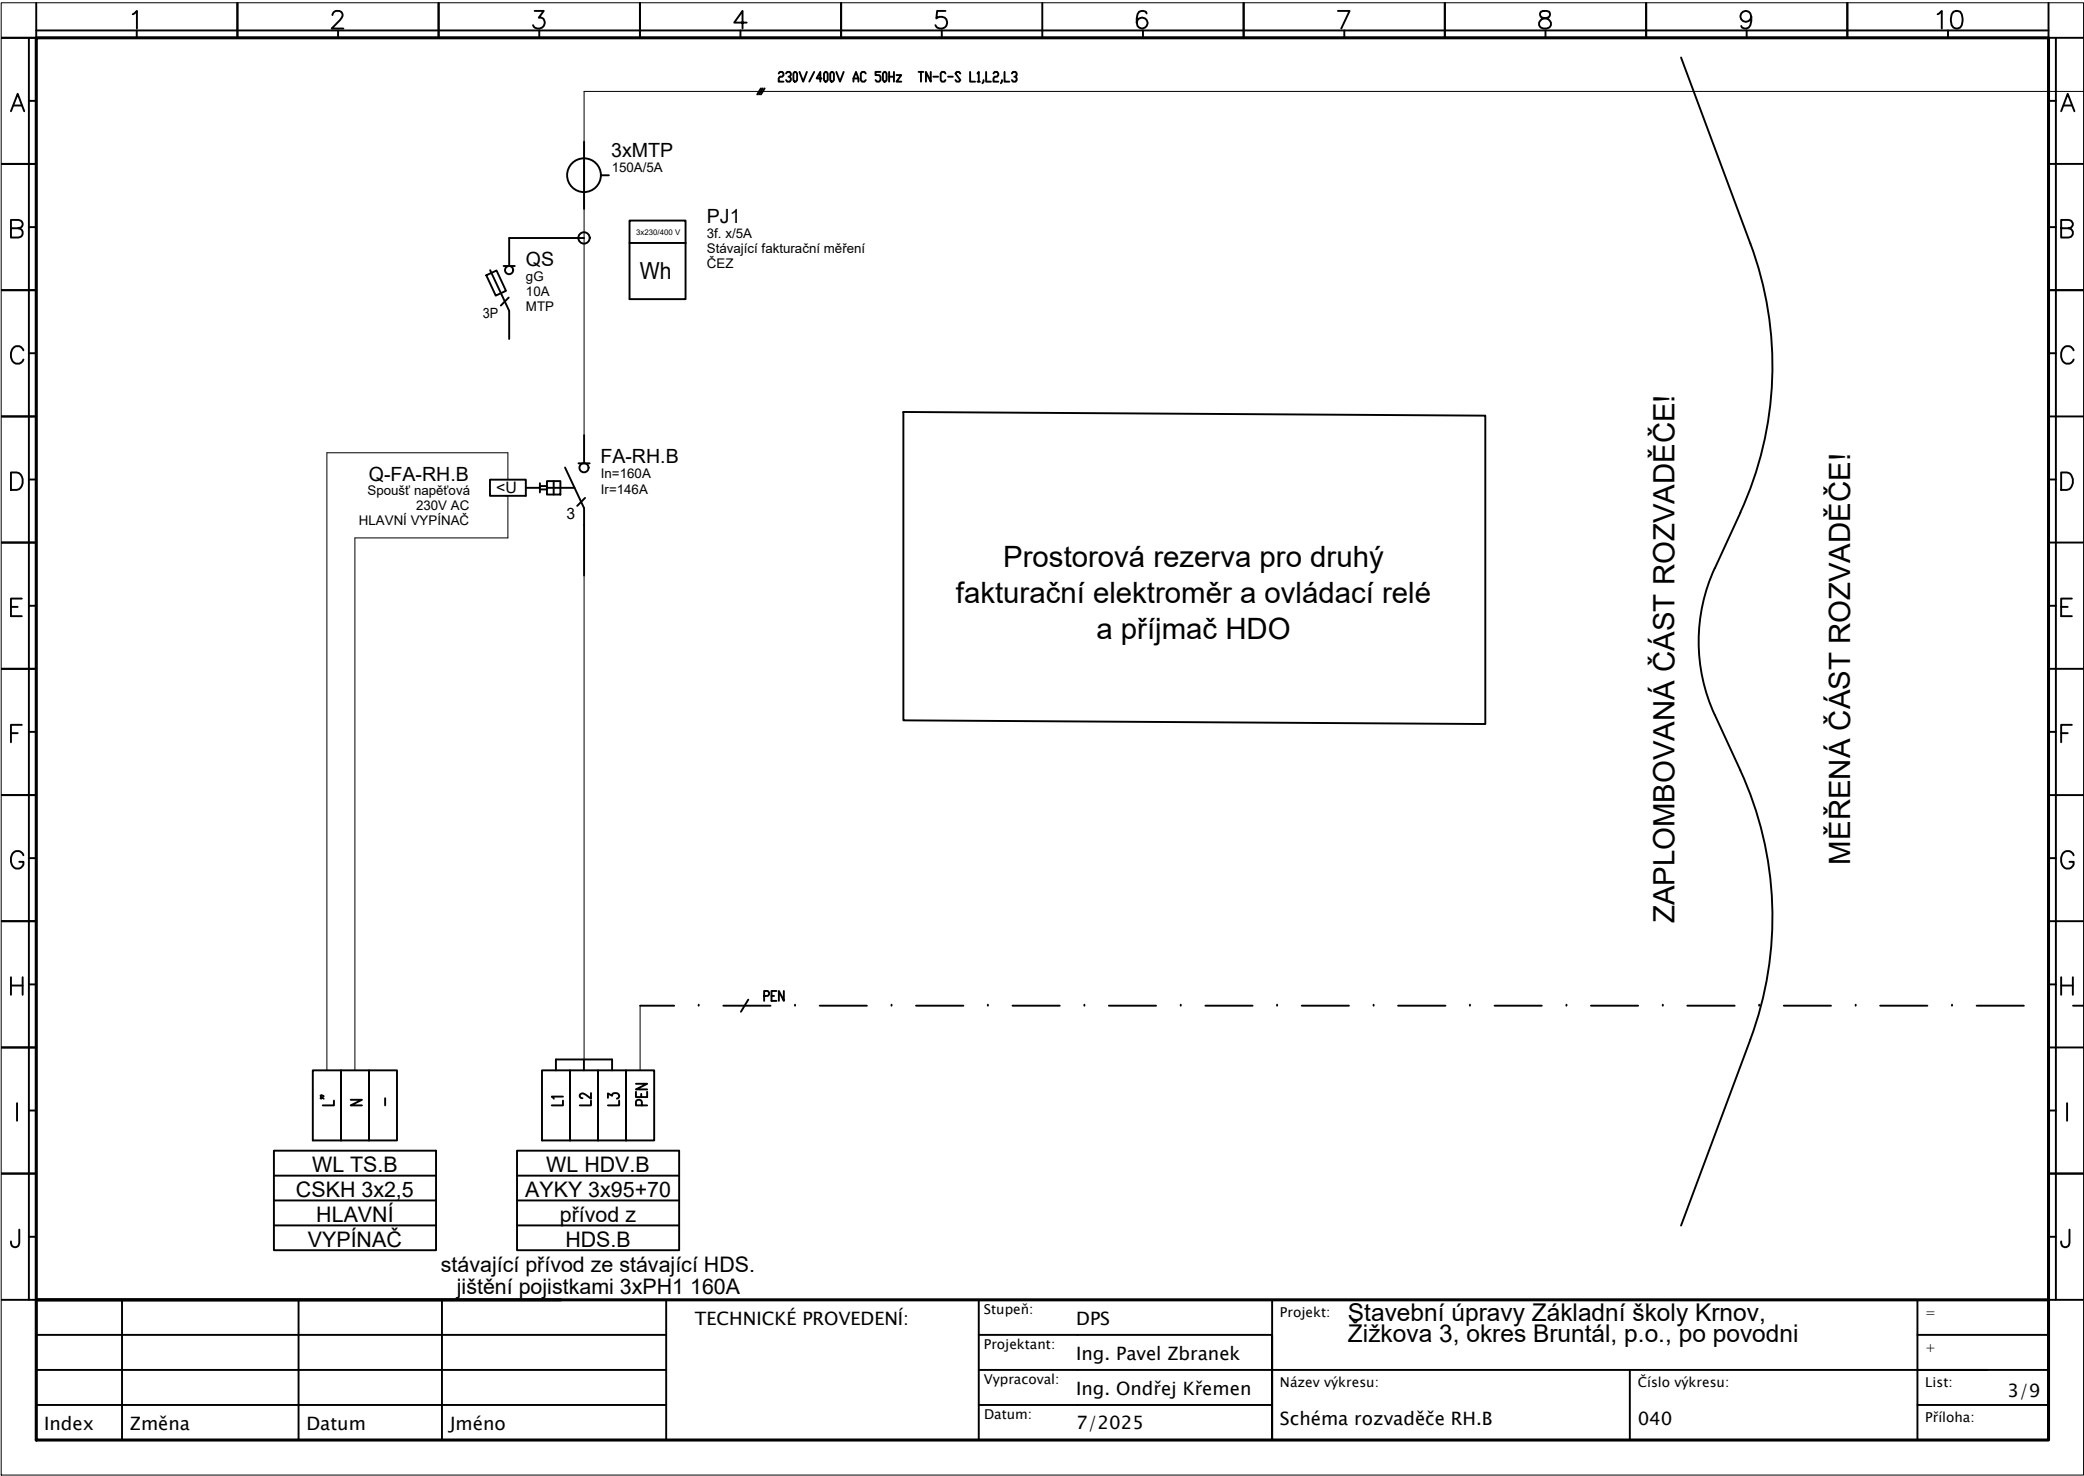 1 2 3 4 5 6 7 8 9 10
A A
B B
C C
D D
E E
F F
G G
H H
I I
J J
230V/400V AC 50Hz TN-C-S L1,L2,L3
3xMTP
150A/5A
PJ1
3f. x/5A
Stávající fakturační měření
ČEZ
3x230/400 V
Wh
QS
gG
10A
MTP
3P
Q-FA-RH.B
Spoušť napěťová
230V AC
HLAVNÍ VYPÍNAČ
<U
FA-RH.B
In=160A
Ir=146A
3
Prostorová rezerva pro druhý
fakturační elektroměr a ovládací relé
a příjmač HDO
ZAPLOMBOVANÁ ČÁST ROZVADĚČE!
MĚŘENÁ ČÁST ROZVADĚČE!
PEN
L" N -
L1 L2 L3 PEN
WL TS.B
CSKH 3x2,5
HLAVNÍ
VYPÍNAČ
WL HDV.B
AYKY 3x95+70
přívod z
HDS.B
stávající přívod ze stávající HDS.
jištění pojistkami 3xPH1 160A
Index Změna Datum Jméno
TECHNICKÉ PROVEDENÍ:
Stupeň: DPS
Projektant: Ing. Pavel Zbranek
Vypracoval: Ing. Ondřej Křemen
Datum: 7/2025
Projekt: Stavební úpravy Základní školy Krnov,
Žižkova 3, okres Bruntál, p.o., po povodni
Název výkresu:
Schéma rozvaděče RH.B
Číslo výkresu:
040
=
+
List: 3/9
Příloha: